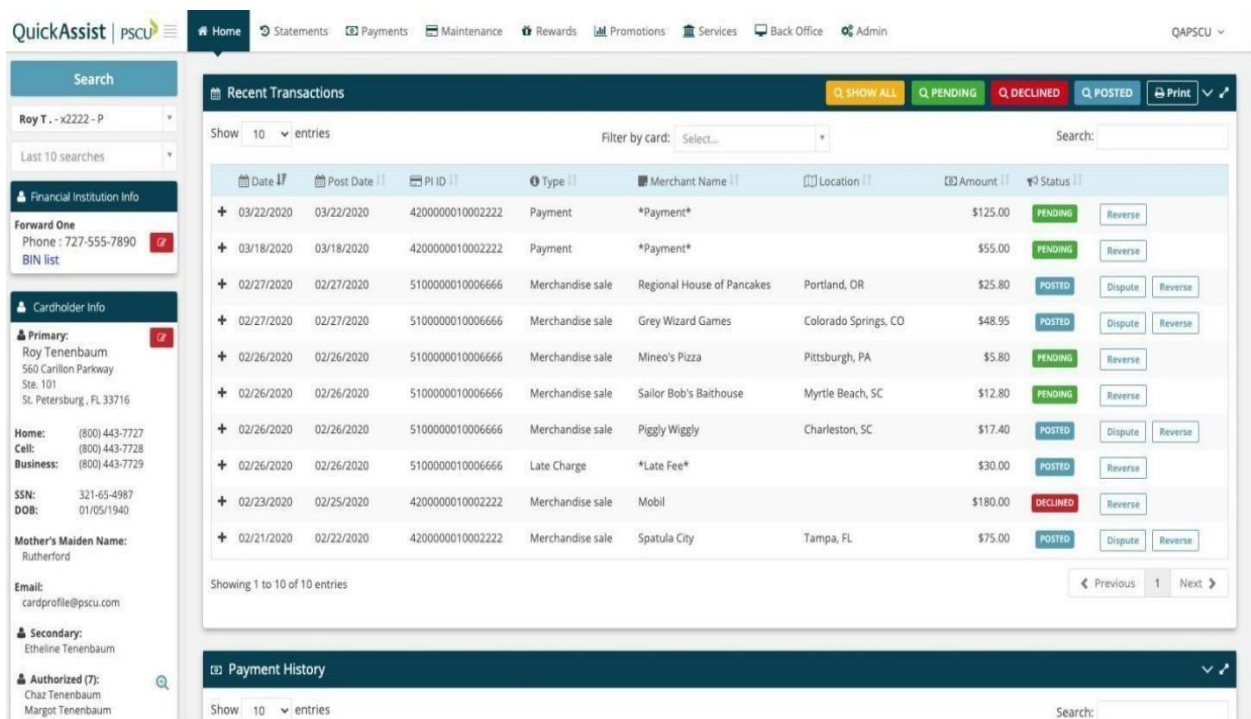 QuickAssist | PSCU
Home Statements Payments Maintenance Rewards Promotions Services Back Office Admin QAPSCU
Search
Roy T . - x2222 - P
Last 10 searches
Financial Institution Info
Forward One
Phone : 727-555-7890
BIN list
Cardholder Info
Primary:
Roy Tenenbaum
560 Carillon Parkway
Ste. 101
St. Petersburg , FL 33716
Home: (800) 443-7727
Cell: (800) 443-7728
Business: (800) 443-7729
SSN: 321-65-4987
DOB: 01/05/1940
Mother's Maiden Name:
Rutherford
Email:
cardprofile@pscu.com
Secondary:
Etheline Tenenbaum
Authorized (7):
Chaz Tenenbaum
Margot Tenenbaum
Recent Transactions SHOW ALL PENDING DECLINED POSTED Print
Show 10 entries Filter by card: Select... Search:
Date Post Date PI ID Type Merchant Name Location Amount Status
+ 03/22/2020 03/22/2020 4200000010002222 Payment *Payment* $125.00 PENDING Reverse
+ 03/18/2020 03/18/2020 4200000010002222 Payment *Payment* $55.00 PENDING Reverse
+ 02/27/2020 02/27/2020 5100000010006666 Merchandise sale Regional House of Pancakes Portland, OR $25.80 POSTED Dispute Reverse
+ 02/27/2020 02/27/2020 5100000010006666 Merchandise sale Grey Wizard Games Colorado Springs, CO $48.95 POSTED Dispute Reverse
+ 02/26/2020 02/26/2020 5100000010006666 Merchandise sale Mineo's Pizza Pittsburgh, PA $5.80 PENDING Reverse
+ 02/26/2020 02/26/2020 5100000010006666 Merchandise sale Sailor Bob's Baithouse Myrtle Beach, SC $12.80 PENDING Reverse
+ 02/26/2020 02/26/2020 5100000010006666 Merchandise sale Piggly Wiggly Charleston, SC $17.40 POSTED Dispute Reverse
+ 02/26/2020 02/26/2020 5100000010006666 Late Charge *Late Fee* $30.00 POSTED Reverse
+ 02/23/2020 02/25/2020 4200000010002222 Merchandise sale Mobil $180.00 DECLINED Reverse
+ 02/21/2020 02/22/2020 4200000010002222 Merchandise sale Spatula City Tampa, FL $75.00 POSTED Dispute Reverse
Showing 1 to 10 of 10 entries Previous 1 Next
Payment History
Show 10 entries Search: